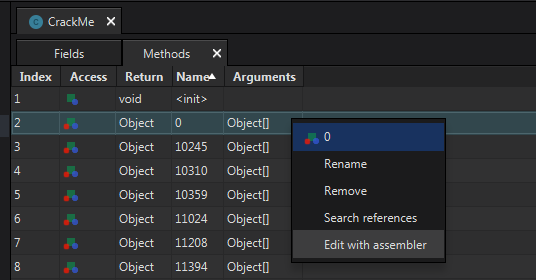 CrackMe
Fields Methods
Index Access Return Name Arguments
1 void <init>
2 Object 0 Object[]
3 Object 10245 Object[]
4 Object 10310 Object[]
5 Object 10359 Object[]
6 Object 11024 Object[]
7 Object 11208 Object[]
8 Object 11394 Object[]
0
Rename
Remove
Search references
Edit with assembler